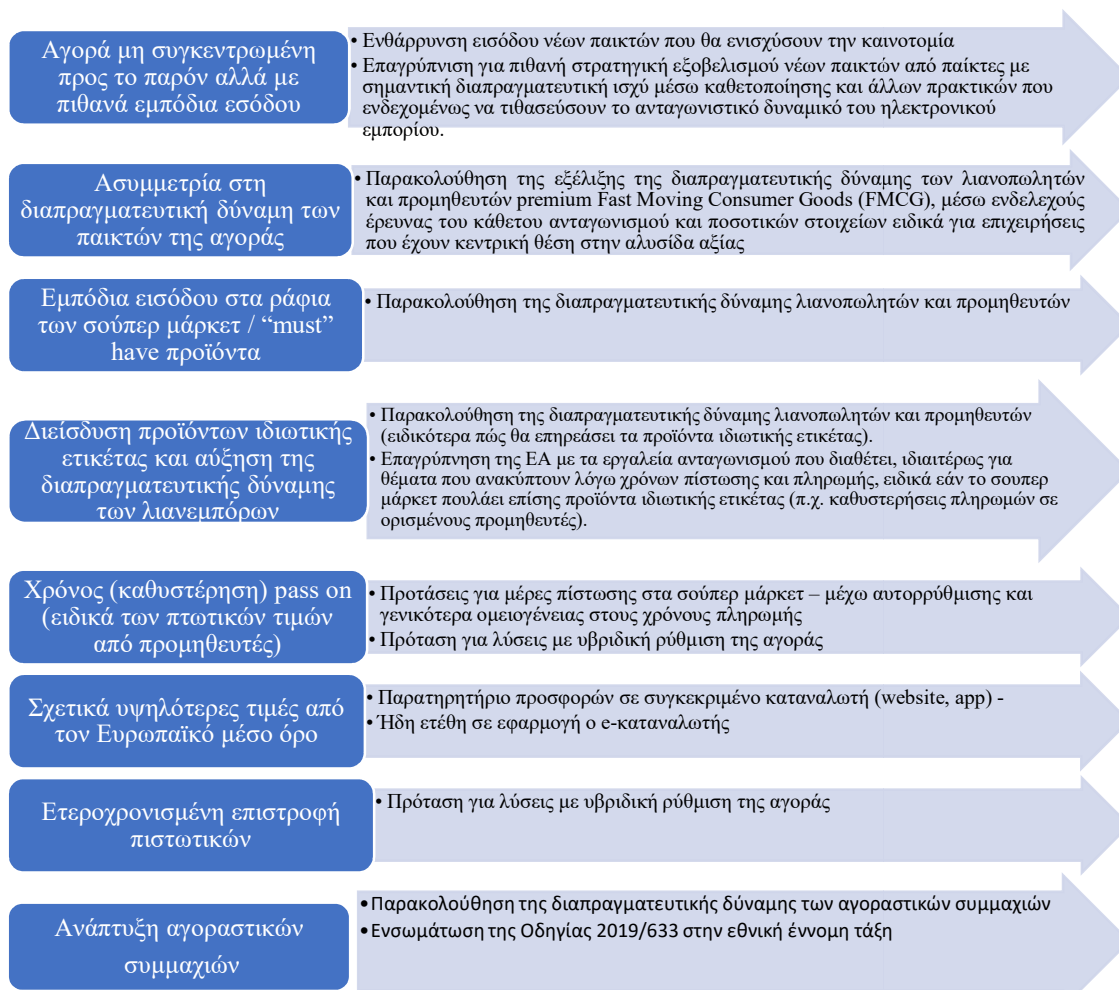 Αγορά μη συγκεντρωμένη
προς το παρόν αλλά με
πιθανά εμπόδια εσόδου
• Ενθάρρυνση εισόδου νέων παικτών που θα ενισχύσουν την καινοτομία
• Επαγρύπνιση για πιθανή στρατηγική εξοβελισμού νέων παικτών από παίκτες με
σημαντική διαπραγματευτική ισχύ μέσω καθετοποίησης και άλλων πρακτικών που
ενδεχομένως να τιθασεύσουν το ανταγωνιστικό δυναμικό του ηλεκτρονικού
εμπορίου.
Ασυμμετρία στη
διαπραγματευτική δύναμη των
παικτών της αγοράς
• Παρακολούθηση της εξέλιξης της διαπραγματευτικής δύναμης των λιανοπωλητών
και προμηθευτών premium Fast Moving Consumer Goods (FMCG), μέσω ενδελεχούς
έρευνας του κάθετου ανταγωνισμού και ποσοτικών στοιχείων ειδικά για επιχειρήσεις
που έχουν κεντρική θέση στην αλυσίδα αξίας
Εμπόδια εισόδου στα ράφια
των σούπερ μάρκετ / “must”
have προϊόντα
• Παρακολούθηση της διαπραγματευτικής δύναμης λιανοπωλητών και προμηθευτών
Διείσδυση προϊόντων ιδιωτικής
ετικέτας και αύξηση της
διαπραγματευτικής δύναμης
των λιανεμπόρων
• Παρακολούθηση της διαπραγματευτικής δύναμης λιανοπωλητών και προμηθευτών
(ειδικότερα πώς θα επηρεάσει τα προϊόντα ιδιωτικής ετικέτας).
• Επαγρύπνηση της ΕΑ με τα εργαλεία ανταγωνισμού που διαθέτει, ιδιαιτέρως για
θέματα που ανακύπτουν λόγω χρόνων πίστωσης και πληρωμής, ειδικά εάν το σουπερ
μάρκετ πουλάει επίσης προϊόντα ιδιωτικής ετικέτας (π.χ. καθυστερήσεις πληρωμών σε
ορισμένους προμηθευτές).
Χρόνος (καθυστέρηση) pass on
(ειδικά των πτωτικών τιμών
από προμηθευτές)
• Προτάσεις για μέρες πίστωσης στα σούπερ μάρκετ – μέχω αυτορρύθμισης και
γενικότερα ομειογένειας στους χρόνους πληρωμής
• Πρόταση για λύσεις με υβριδική ρύθμιση της αγοράς
Σχετικά υψηλότερες τιμές από
τον Ευρωπαϊκό μέσο όρο
• Παρατηρητήριο προσφορών σε συγκεκριμένο καταναλωτή (website, app) -
• Ήδη ετέθη σε εφαρμογή ο e-καταναλωτής
Ετεροχρονισμένη επιστροφή
πιστωτικών
• Πρόταση για λύσεις με υβριδική ρύθμιση της αγοράς
Ανάπτυξη αγοραστικών
συμμαχιών
• Παρακολούθηση της διαπραγματευτικής δύναμης των αγοραστικών συμμαχιών
• Ενσωμάτωση της Οδηγίας 2019/633 στην εθνική έννομη τάξη